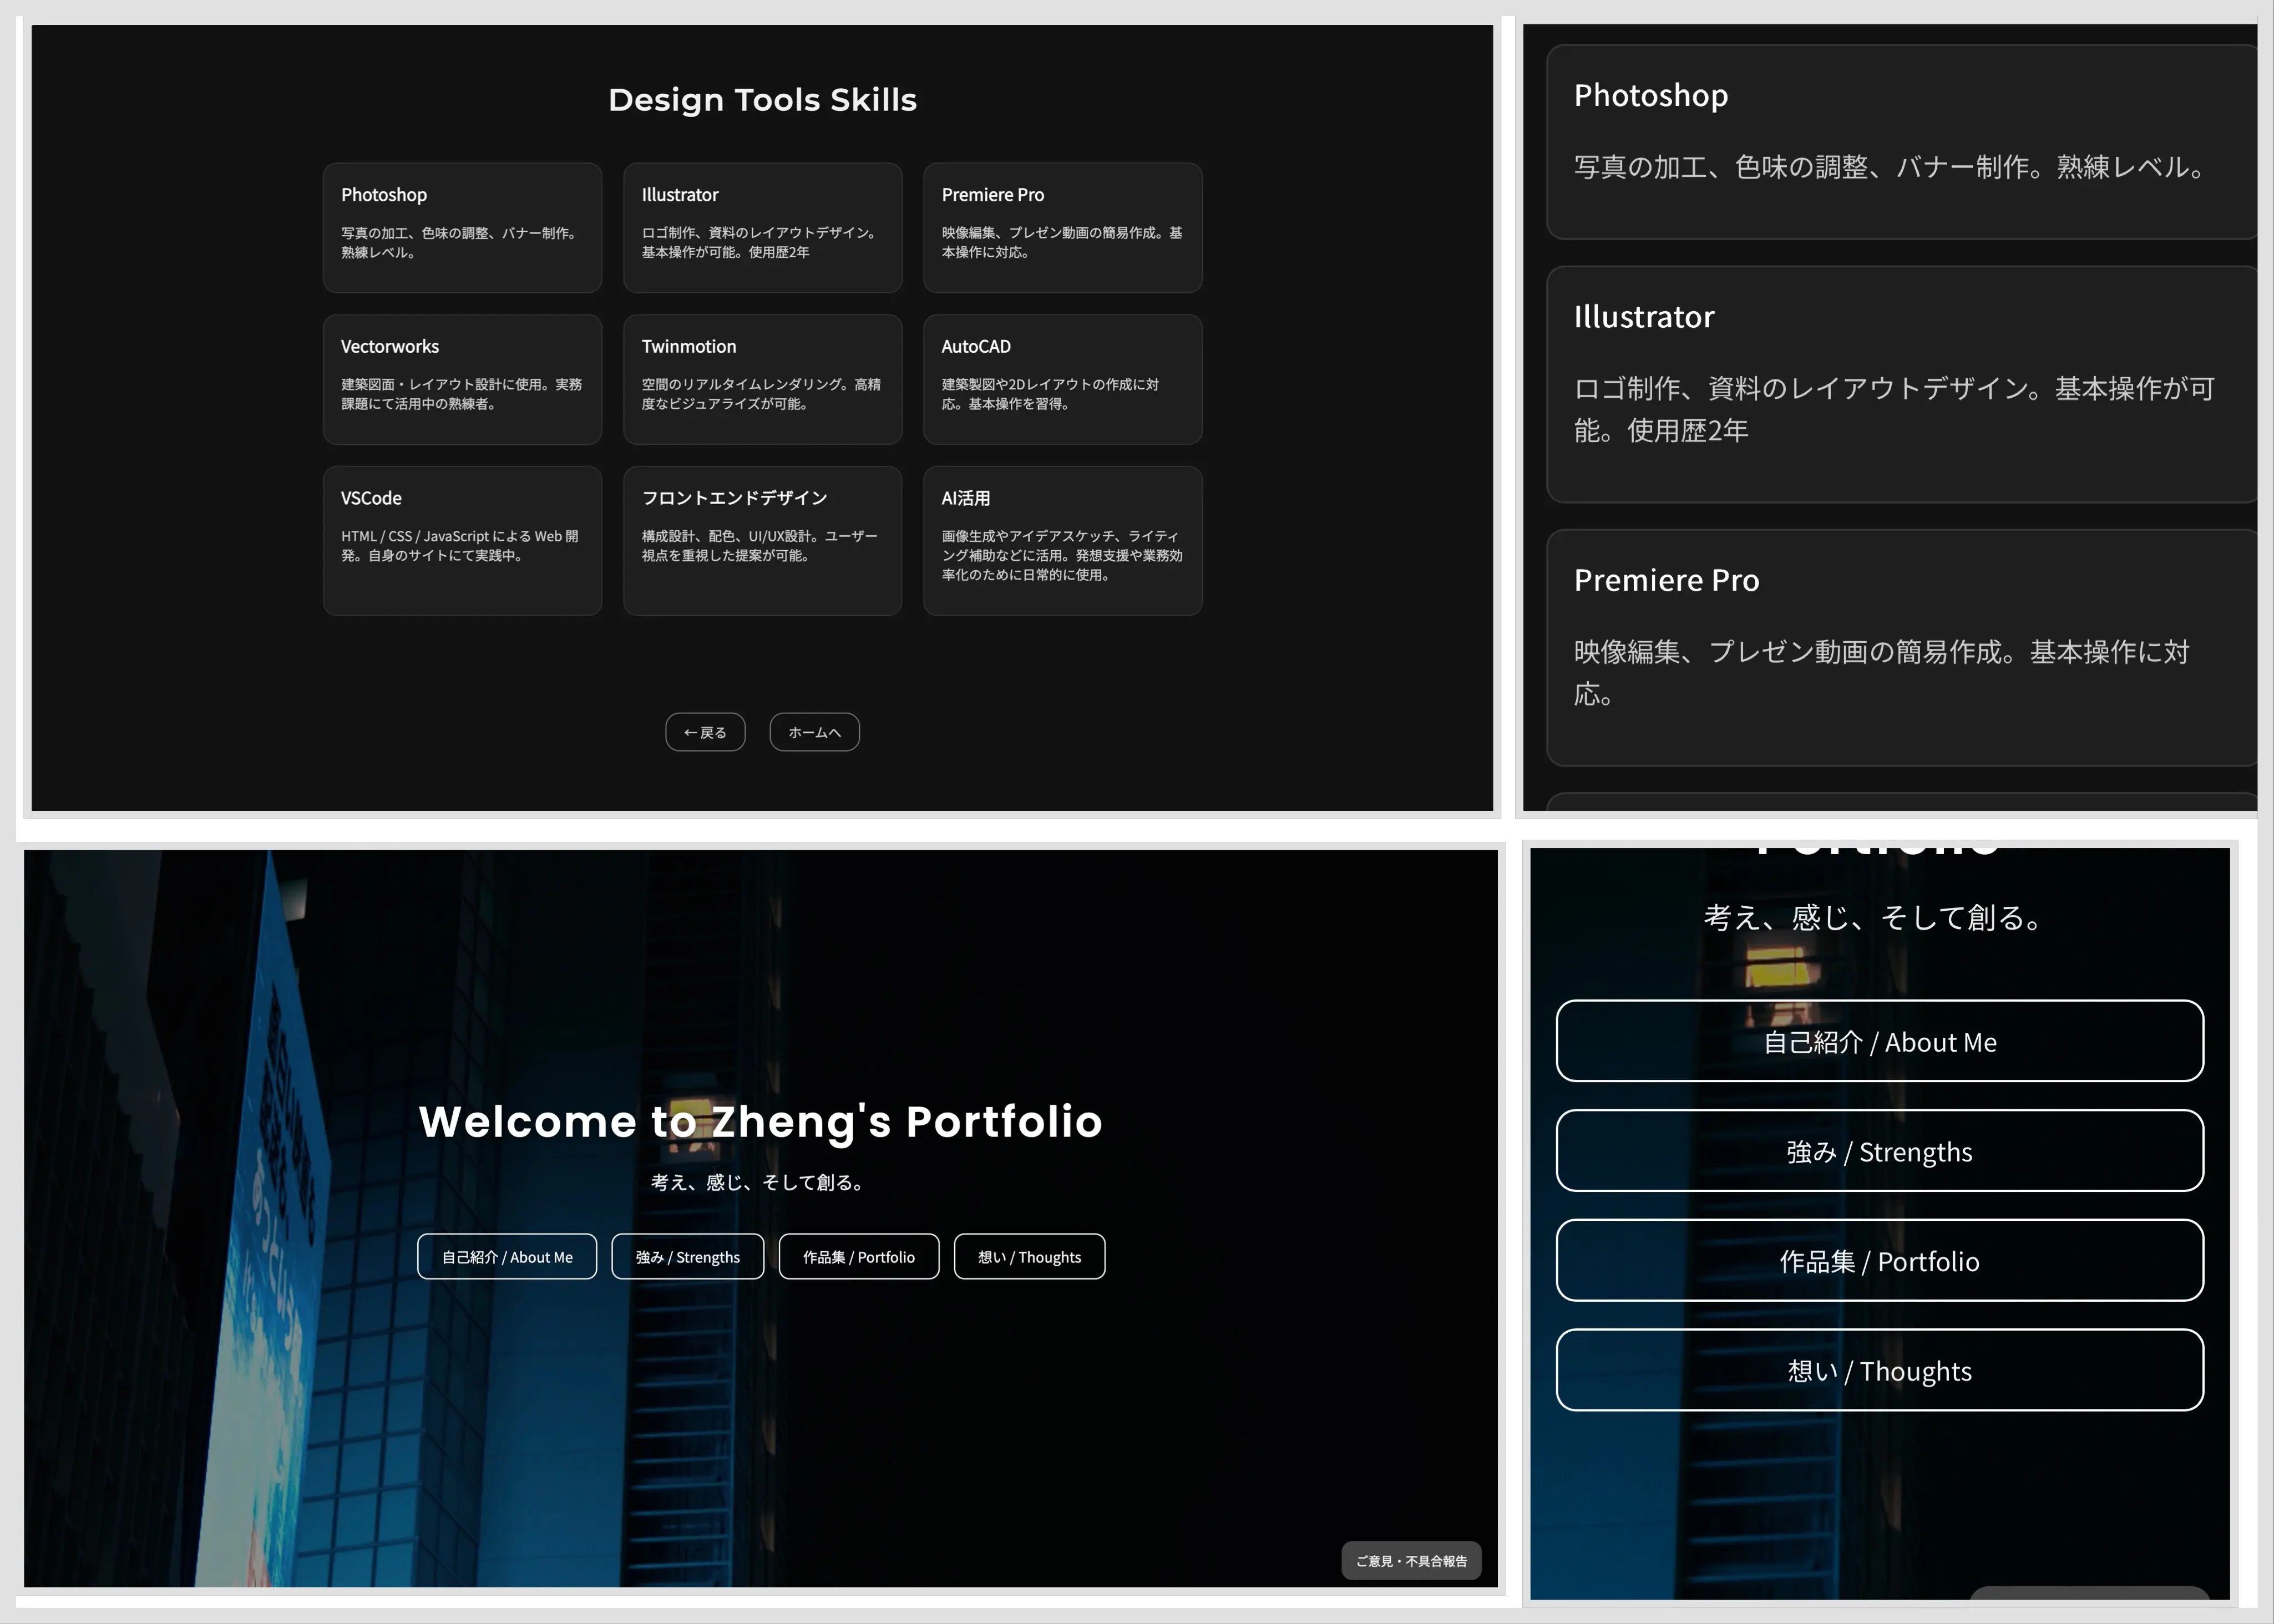 Design Tools Skills
Photoshop
写真の加工、色味の調整、バナー制作。
熟練レベル。
Illustrator
ロゴ制作、資料のレイアウトデザイン。
基本操作が可能。使用歴2年
Premiere Pro
映像編集、プレゼン動画の簡易作成。基
本操作に対応。
Vectorworks
建築図面・レイアウト設計に使用。実務
課題にて活用中の熟練者。
Twinmotion
空間のリアルタイムレンダリング。高精
度なビジュアライズが可能。
AutoCAD
建築製図や2Dレイアウトの作成に対
応。基本操作を習得。
VSCode
HTML / CSS / JavaScript による Web 開
発。自身のサイトにて実践中。
フロントエンドデザイン
構成設計、配色、UI/UX設計。ユーザー
視点を重視した提案が可能。
AI活用
画像生成やアイデアスケッチ、ライティ
ング補助などに活用。発想支援や業務効
率化のために日常的に使用。
← 戻る
ホームへ
Photoshop
写真の加工、色味の調整、バナー制作。熟練レベル。
Illustrator
ロゴ制作、資料のレイアウトデザイン。基本操作が可
能。使用歴2年
Premiere Pro
映像編集、プレゼン動画の簡易作成。基本操作に対
応。
Welcome to Zheng's Portfolio
考え、感じ、そして創る。
自己紹介 / About Me
強み / Strengths
作品集 / Portfolio
想い / Thoughts
ご意見・不具合報告
考え、感じ、そして創る。
自己紹介 / About Me
強み / Strengths
作品集 / Portfolio
想い / Thoughts